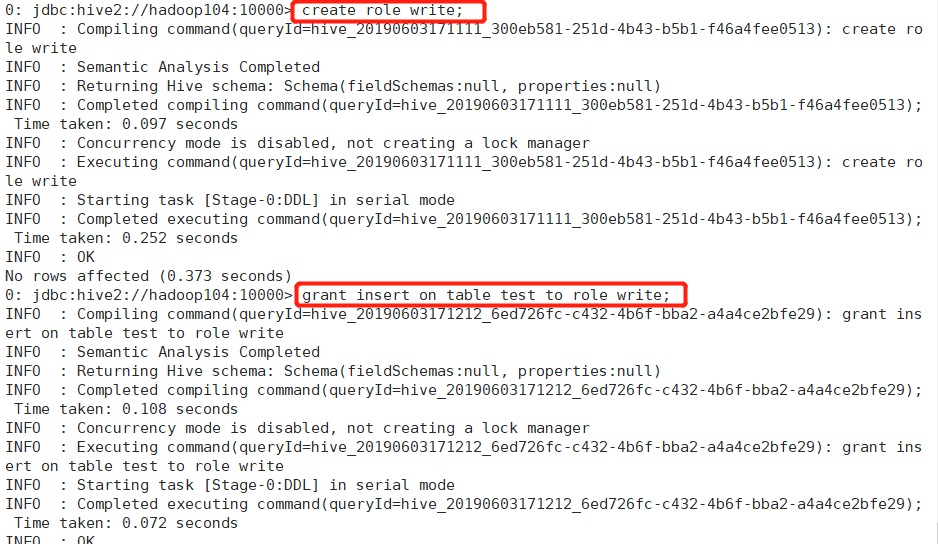 0: jdbc:hive2://hadoop104:10000> create role write;
INFO  : Compiling command(queryId=hive_20190603171111_300eb581-251d-4b43-b5b1-f46a4fee0513): create ro
le write
INFO  : Semantic Analysis Completed
INFO  : Returning Hive schema: Schema(fieldSchemas:null, properties:null)
INFO  : Completed compiling command(queryId=hive_20190603171111_300eb581-251d-4b43-b5b1-f46a4fee0513);
 Time taken: 0.097 seconds
INFO  : Concurrency mode is disabled, not creating a lock manager
INFO  : Executing command(queryId=hive_20190603171111_300eb581-251d-4b43-b5b1-f46a4fee0513): create ro
le write
INFO  : Starting task [Stage-0:DDL] in serial mode
INFO  : Completed executing command(queryId=hive_20190603171111_300eb581-251d-4b43-b5b1-f46a4fee0513);
 Time taken: 0.252 seconds
INFO  : OK
No rows affected (0.373 seconds)
0: jdbc:hive2://hadoop104:10000> grant insert on table test to role write;
INFO  : Compiling command(queryId=hive_20190603171212_6ed726fc-c432-4b6f-bba2-a4a4ce2bfe29): grant ins
ert on table test to role write
INFO  : Semantic Analysis Completed
INFO  : Returning Hive schema: Schema(fieldSchemas:null, properties:null)
INFO  : Completed compiling command(queryId=hive_20190603171212_6ed726fc-c432-4b6f-bba2-a4a4ce2bfe29);
 Time taken: 0.108 seconds
INFO  : Concurrency mode is disabled, not creating a lock manager
INFO  : Executing command(queryId=hive_20190603171212_6ed726fc-c432-4b6f-bba2-a4a4ce2bfe29): grant ins
ert on table test to role write
INFO  : Starting task [Stage-0:DDL] in serial mode
INFO  : Completed executing command(queryId=hive_20190603171212_6ed726fc-c432-4b6f-bba2-a4a4ce2bfe29);
 Time taken: 0.072 seconds
INFO  : OK